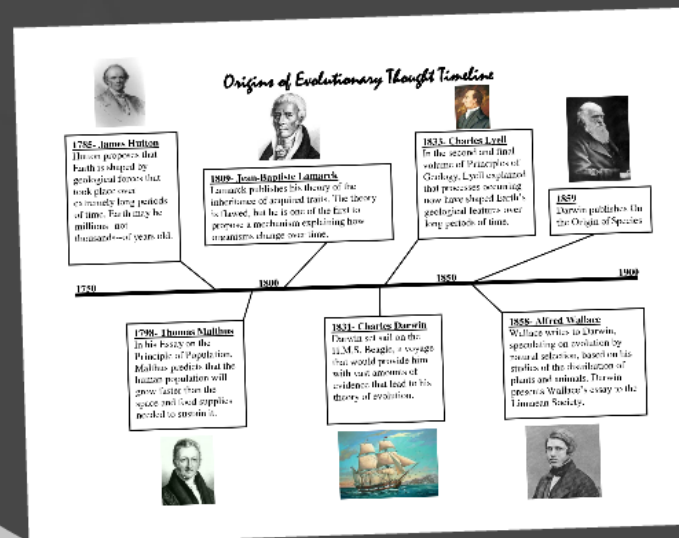 Origins of Evolutionary Thought Timeline
1785- James Hutton
Hutton proposes that
Earth is shaped by
geological forces that
took place over
extremely long periods
of time. Earth may be
millions--not
thousands--of years old.
1809- Jean-Baptiste Lamarck
Lamarck publishes his theory of the
inheritance of acquired traits. The theory
is flawed, but he is one of the first to
propose a mechanism explaining how
organisms change over time.
1833- Charles Lyell
In the second and final
volume of Principles of
Geology, Lyell explained
that processes occurring
now have shaped Earth's
geological features over
long periods of time.
1859
Darwin publishes On
the Origin of Species
1750
1800
1850
1900
1798- Thomas Malthus
In his Essay on the
Principle of Population,
Malthus predicts that the
human population will
grow faster than the
space and food supplies
needed to sustain it.
1831- Charles Darwin
Darwin set sail on the
H.M.S. Beagle, a voyage
that would provide him
with vast amounts of
evidence that lead to his
theory of evolution.
1858- Alfred Wallace
Wallace writes to Darwin,
speculating on evolution by
natural selection, based on his
studies of the distribution of
plants and animals. Darwin
presents Wallace's essay to the
Linnaean Society.